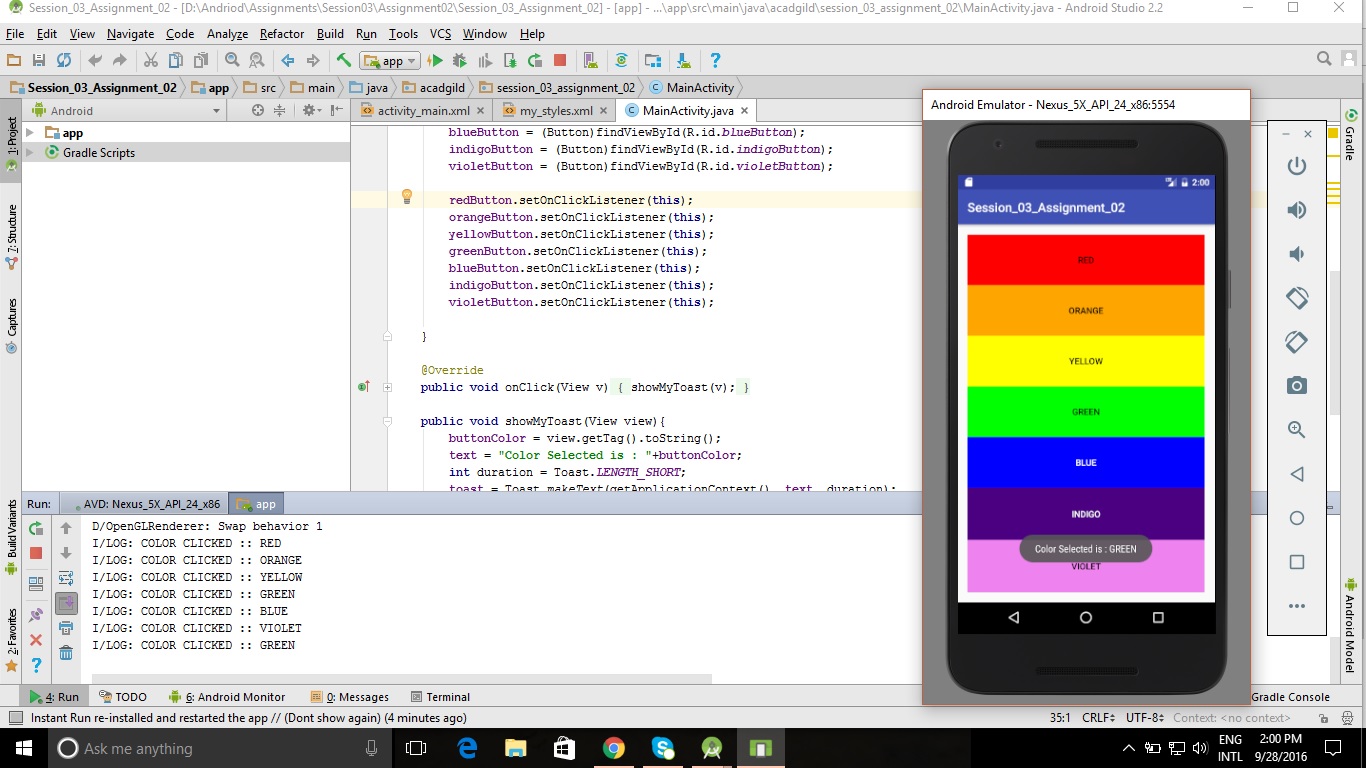 Session_03_Assignment_02 - [D:\Andriod\Assignments\Session03\Assignment02\Session_03_Assignment_02] - [app] - ...\app\src\main\java\acadgild\session_03_assignment_02\MainActivity.java - Android Studio 2.2
File Edit View Navigate Code Analyze Refactor Build Run Tools VCS Window Help
app
Session_03_Assignment_02 app src main java acadgild session_03_assignment_02 MainActivity
Android
activity_main.xml my_styles.xml MainActivity.java
1: Project
7: Structure
Captures
Build Variants
2: Favorites
app
Gradle Scripts
blueButton = (Button)findViewById(R.id.blueButton);
indigoButton = (Button)findViewById(R.id.indigoButton);
violetButton = (Button)findViewById(R.id.violetButton);
redButton.setOnClickListener(this);
orangeButton.setOnClickListener(this);
yellowButton.setOnClickListener(this);
greenButton.setOnClickListener(this);
blueButton.setOnClickListener(this);
indigoButton.setOnClickListener(this);
violetButton.setOnClickListener(this);
}
@Override
public void onClick(View v) { showMyToast(v); }
public void showMyToast(View view){
buttonColor = view.getTag().toString();
text = "Color Selected is : "+buttonColor;
int duration = Toast.LENGTH_SHORT;
toast = Toast.makeText(getApplicationContext(), text, duration);
Android Emulator - Nexus_5X_API_24_x86:5554
2:00
Session_03_Assignment_02
RED
ORANGE
YELLOW
GREEN
BLUE
INDIGO
Color Selected is : GREEN
VIOLET
Gradle
Android Model
Run: AVD: Nexus_5X_API_24_x86 app
D/OpenGLRenderer: Swap behavior 1
I/LOG: COLOR CLICKED :: RED
I/LOG: COLOR CLICKED :: ORANGE
I/LOG: COLOR CLICKED :: YELLOW
I/LOG: COLOR CLICKED :: GREEN
I/LOG: COLOR CLICKED :: BLUE
I/LOG: COLOR CLICKED :: VIOLET
I/LOG: COLOR CLICKED :: GREEN
4: Run TODO 6: Android Monitor 0: Messages Terminal Gradle Console
Instant Run re-installed and restarted the app // (Dont show again) (4 minutes ago) 35:1 CRLF UTF-8 Context: <no context>
Ask me anything
ENG 2:00 PM
INTL 9/28/2016